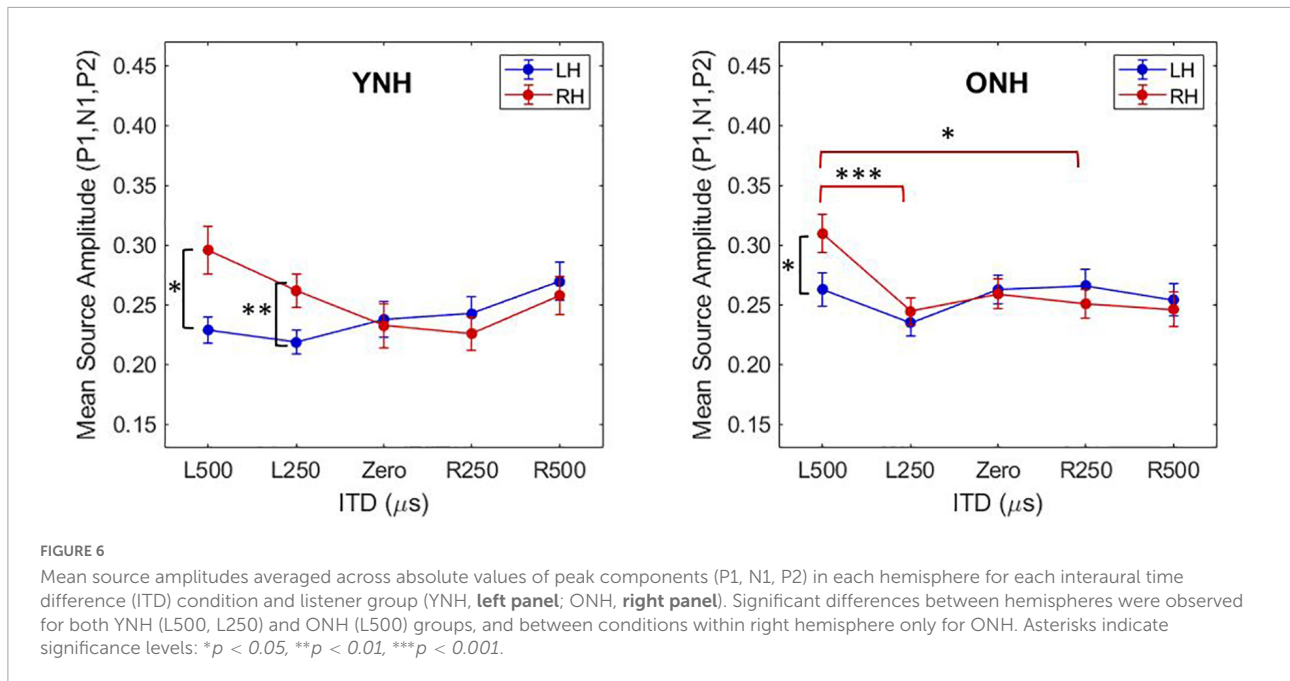 YNH
LH
RH
Mean Source Amplitude (P1,N1,P2)
0.45
0.40
0.35
0.30
0.25
0.20
0.15
*
**
L500 L250 Zero R250 R500
ITD (μs)
ONH
LH
RH
Mean Source Amplitude (P1,N1,P2)
0.45
0.40
0.35
0.30
0.25
0.20
0.15
*
***
*
L500 L250 Zero R250 R500
ITD (μs)
FIGURE 6
Mean source amplitudes averaged across absolute values of peak components (P1, N1, P2) in each hemisphere for each interaural time
difference (ITD) condition and listener group (YNH, left panel; ONH, right panel). Significant differences between hemispheres were observed
for both YNH (L500, L250) and ONH (L500) groups, and between conditions within right hemisphere only for ONH. Asterisks indicate
significance levels: *p < 0.05, **p < 0.01, ***p < 0.001.